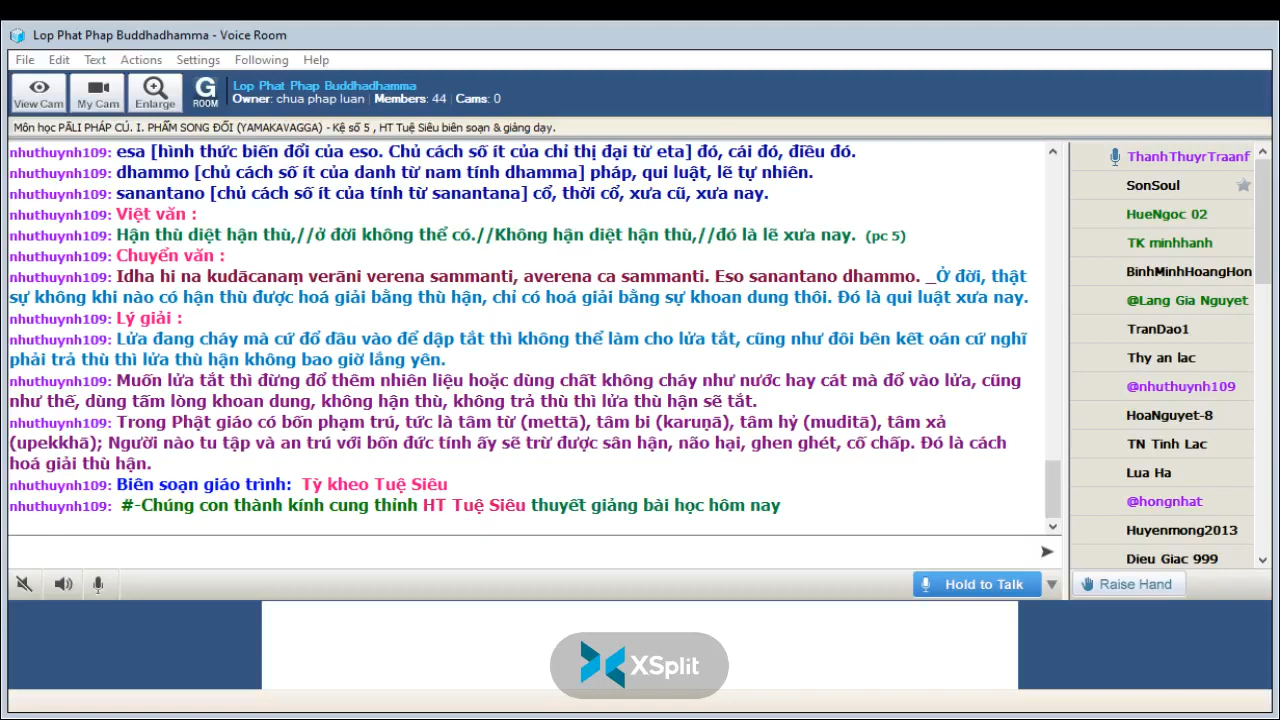 Lop Phat Phap Buddhadhamma - Voice Room
File Edit Text Actions Settings Following Help
View Cam My Cam Enlarge G ROOM
Lop Phat Phap Buddhadhamma
Owner: chua phap luan | Members: 44 | Cams: 0
Môn học PĀLI PHÁP CÚ. I. PHẨM SONG ĐỐI (YAMAKAVAGGA) - Kệ số 5 , HT Tuệ Siêu biên soạn & giảng dạy.
nhuthuynh109: esa [hình thức biến đổi của eso. Chủ cách số ít của chỉ thị đại từ eta] đó, cái đó, điều đó.
nhuthuynh109: dhammo [chủ cách số ít của danh từ nam tính dhamma] pháp, qui luật, lẽ tự nhiên.
nhuthuynh109: sanantano [chủ cách số ít của tính từ sanantana] cổ, thời cổ, xưa cũ, xưa nay.
nhuthuynh109: Việt văn :
nhuthuynh109: Hận thù diệt hận thù,//ở đời không thể có.//Không hận diệt hận thù,//đó là lẽ xưa nay. (pc 5)
nhuthuynh109: Chuyển văn :
nhuthuynh109: Idha hi na kudācanaṃ verāni verena sammanti, averena ca sammanti. Eso sanantano dhammo. _Ở đời, thật
sự không khi nào có hận thù được hoá giải bằng thù hận, chỉ có hoá giải bằng sự khoan dung thôi. Đó là qui luật xưa nay.
nhuthuynh109: Lý giải :
nhuthuynh109: Lửa đang cháy mà cứ đổ dầu vào để dập tắt thì không thể làm cho lửa tắt, cũng như đôi bên kết oán cứ nghĩ
phải trả thù thì lửa thù hận không bao giờ lắng yên.
nhuthuynh109: Muốn lửa tắt thì đừng đổ thêm nhiên liệu hoặc dùng chất không cháy như nước hay cát mà đổ vào lửa, cũng
như thế, dùng tấm lòng khoan dung, không hận thù, không trả thù thì lửa thù hận sẽ tắt.
nhuthuynh109: Trong Phật giáo có bốn phạm trú, tức là tâm từ (mettā), tâm bi (karuṇā), tâm hỷ (muditā), tâm xả
(upekkhā); Người nào tu tập và an trú với bốn đức tính ấy sẽ trừ được sân hận, não hại, ghen ghét, cố chấp. Đó là cách
hoá giải thù hận.
nhuthuynh109: Biên soạn giáo trình: Tỳ kheo Tuệ Siêu
nhuthuynh109: #-Chúng con thành kính cung thỉnh HT Tuệ Siêu thuyết giảng bài học hôm nay
ThanhThuyrTraanf
SonSoul
HueNgoc 02
TK minhhanh
BinhMinhHoangHon
@Lang Gia Nguyet
TranDao1
Thy an lac
@nhuthuynh109
HoaNguyet-8
TN Tinh Lac
Lua Ha
@hongnhat
Huyenmong2013
Dieu Giac 999
Hold to Talk
Raise Hand
XSplit